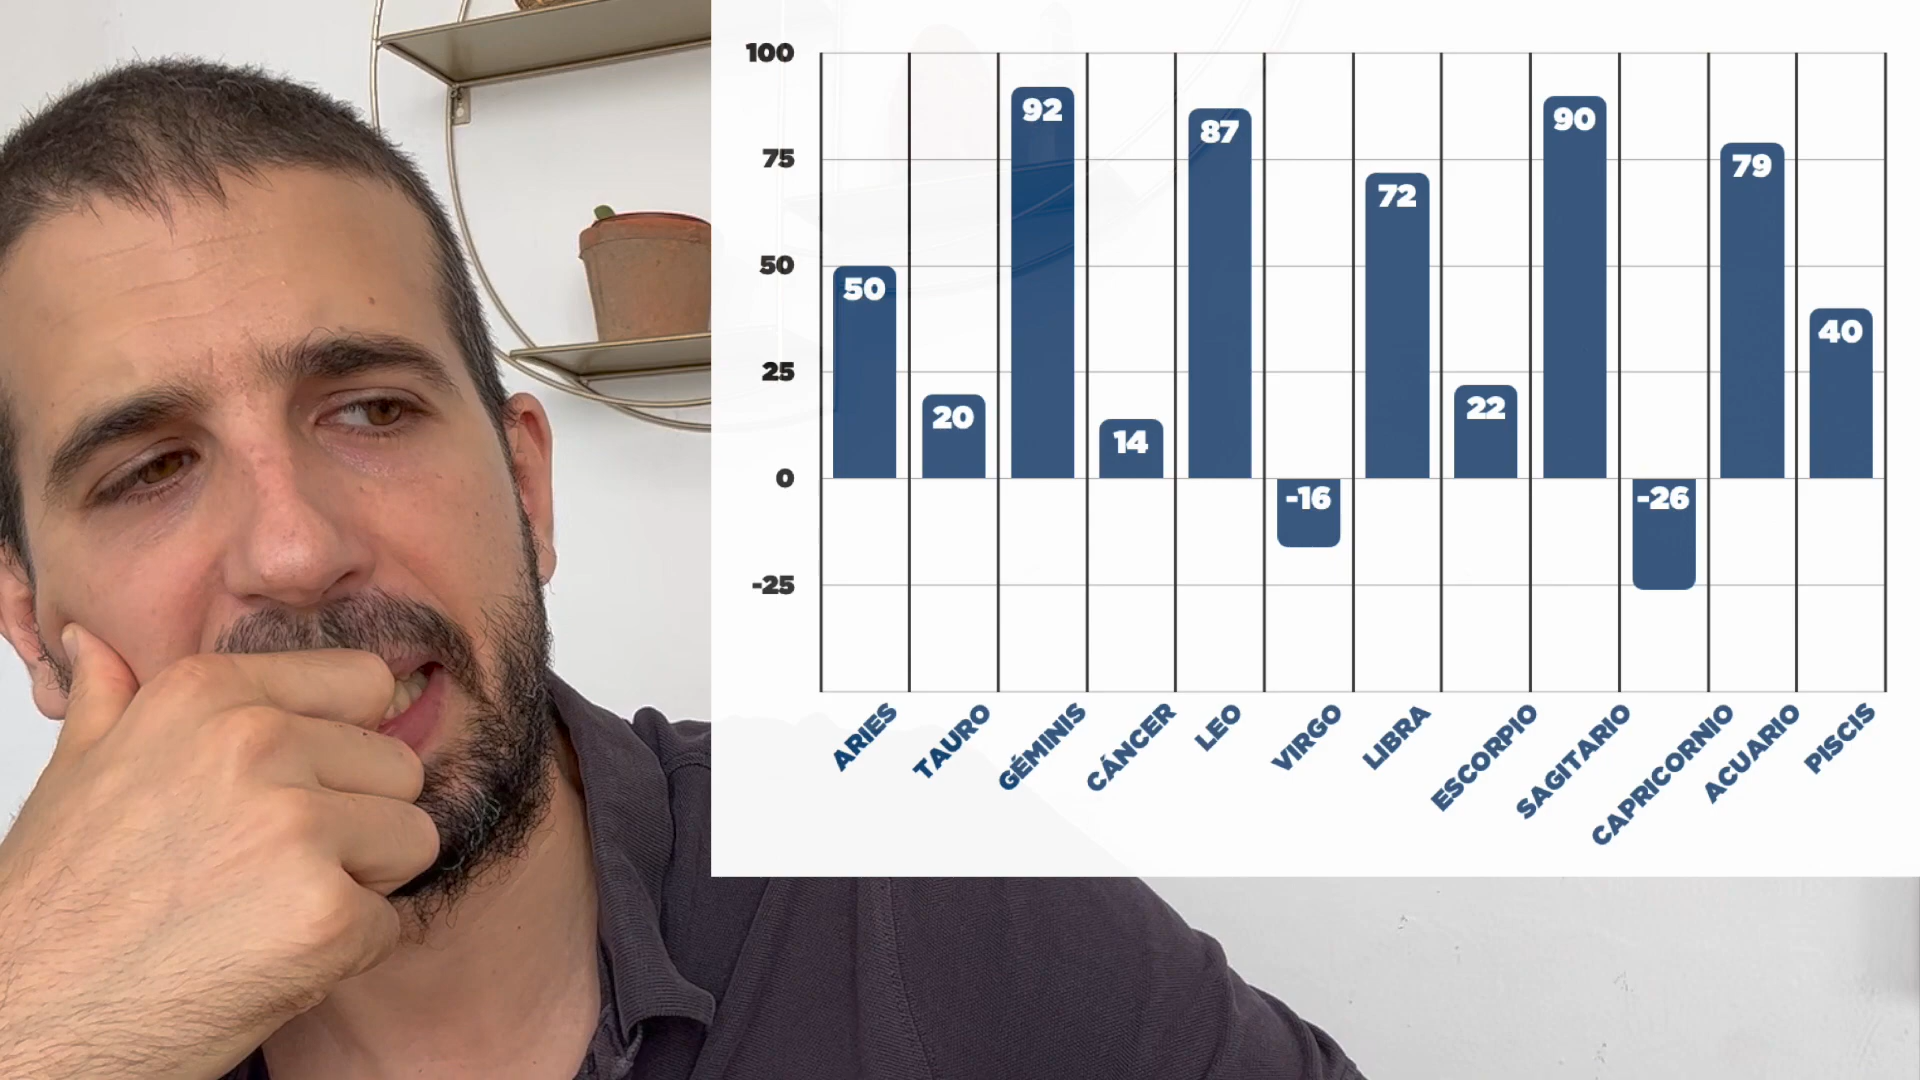 100
75
50
25
0
-25
50
20
92
14
87
-16
72
22
90
-26
79
40
ARIES
TAURO
GÉMINIS
CÁNCER
LEO
VIRGO
LIBRA
ESCORPIO
SAGITARIO
CAPRICORNIO
ACUARIO
PISCIS